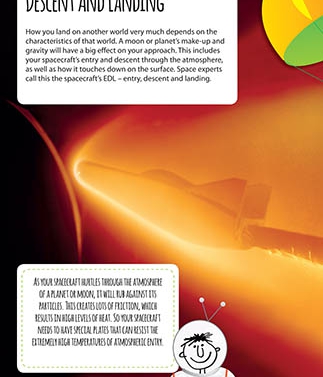 DESCENT AND LANDING
How you land on another world very much depends on the
characteristics of that world. A moon or planet's make-up and
gravity will have a big effect on your approach. This includes
your spacecraft's entry and descent through the atmosphere,
as well as how it touches down on the surface. Space experts
call this the spacecraft's EDL – entry, descent and landing.
AS YOUR SPACECRAFT HURTLES THROUGH THE ATMOSPHERE
OF A PLANET OR MOON, IT WILL RUB AGAINST ITS
PARTICLES. THIS CREATES LOTS OF FRICTION, WHICH
RESULTS IN HIGH LEVELS OF HEAT. SO YOUR SPACECRAFT
NEEDS TO HAVE SPECIAL PLATES THAT CAN RESIST THE
EXTREMELY HIGH TEMPERATURES OF ATMOSPHERIC ENTRY.